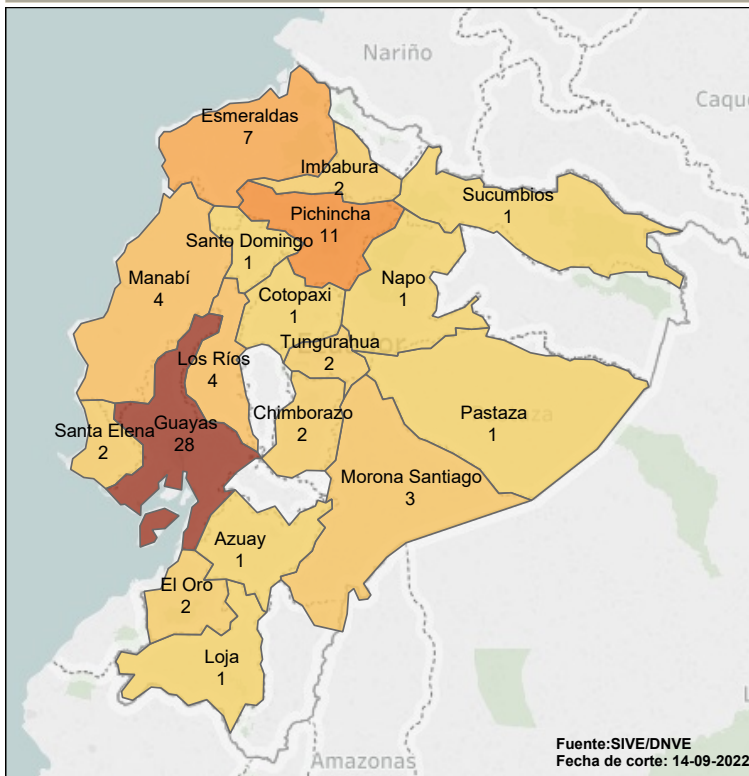 Nariño
Caque
Esmeraldas
7
Imbabura
2
Sucumbios
1
Pichincha
11
Santo Domingo
1
Manabí
4
Cotopaxi
1
Napo
1
Tungurahua
2
Los Ríos
4
Chimborazo
2
Pastaza
1
Santa Elena
2
Guayas
28
Morona Santiago
3
Azuay
1
El Oro
2
Loja
1
Amazonas
Fuente:SIVE/DNVE
Fecha de corte: 14-09-2022